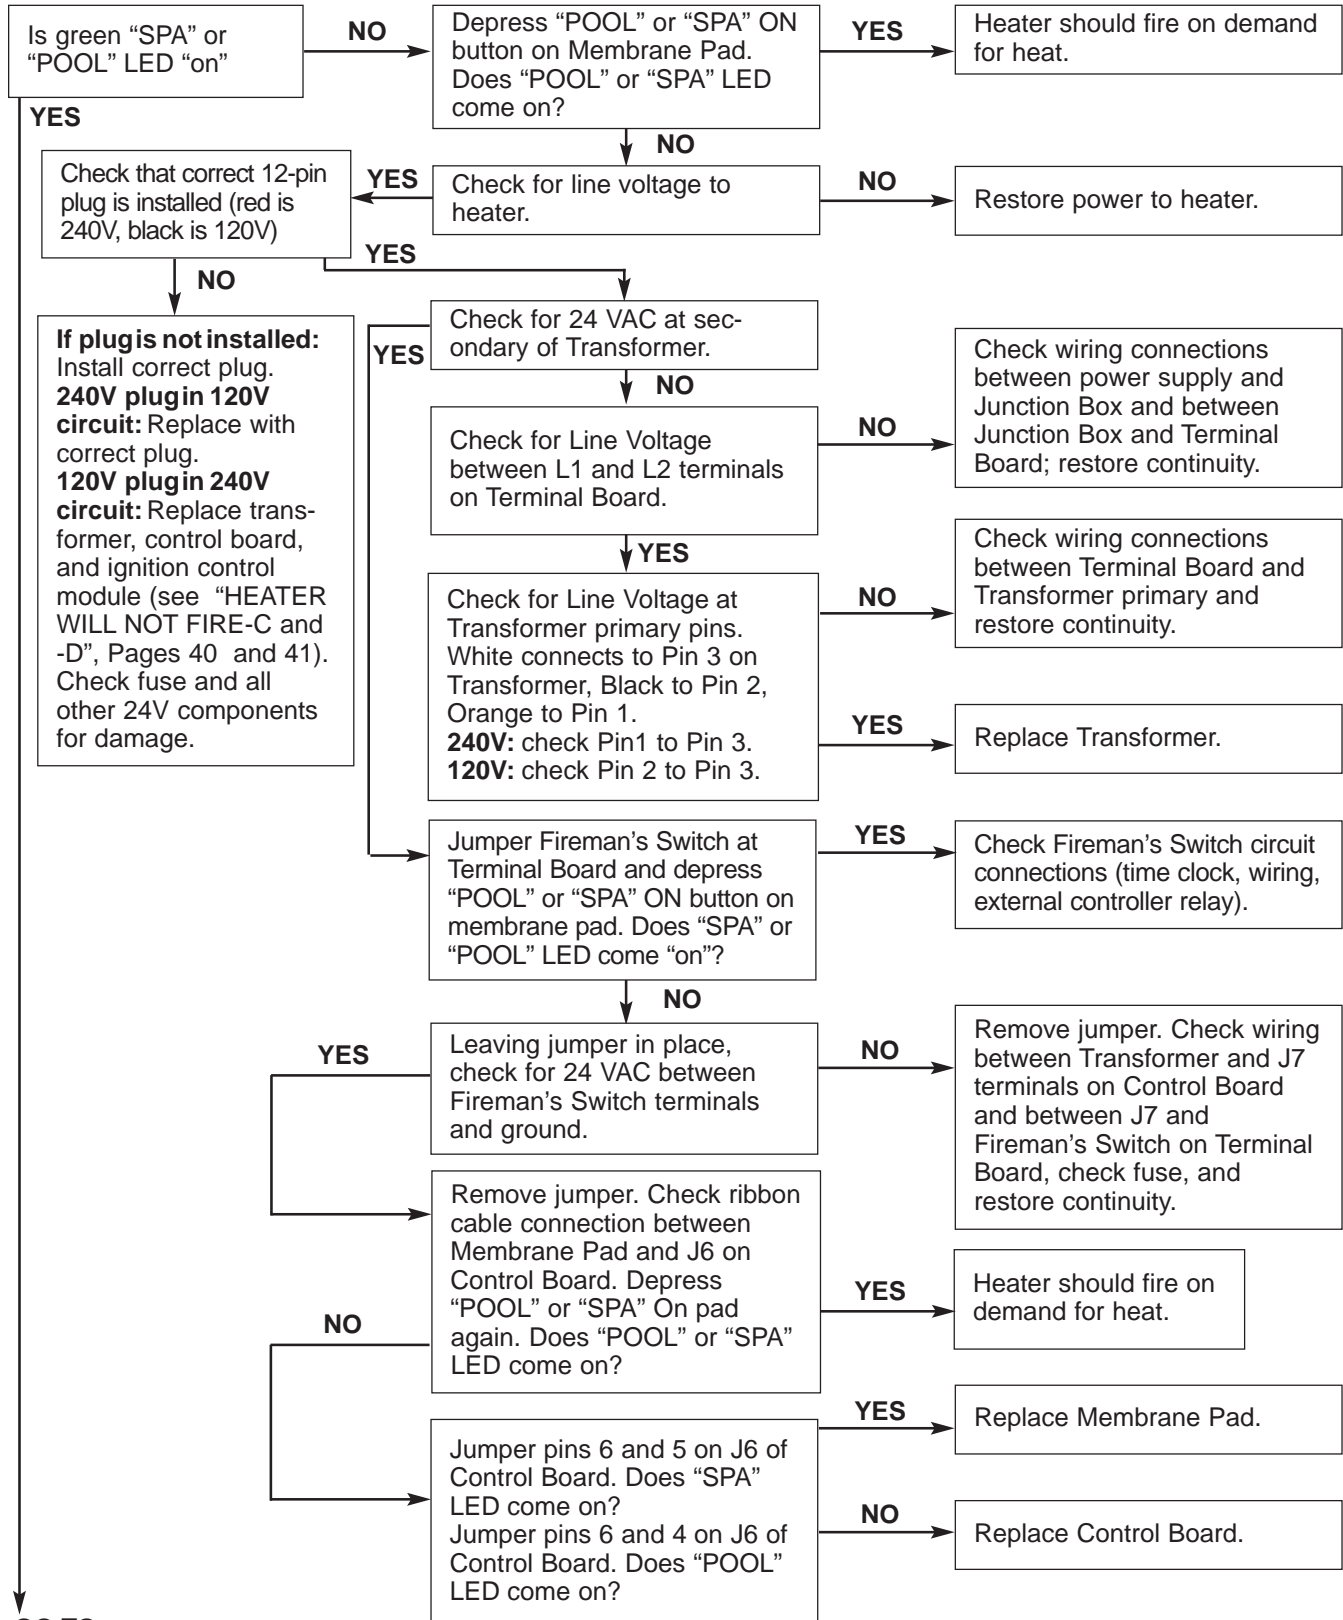 Is green “SPA” or
“POOL” LED “on”
NO
Depress “POOL” or “SPA” ON
button on Membrane Pad.
Does “POOL” or “SPA” LED
come on?
YES
Heater should fire on demand
for heat.
YES
NO
Check that correct 12-pin
plug is installed (red is
240V, black is 120V)
YES
Check for line voltage to
heater.
NO
Restore power to heater.
YES
NO
If plug is not installed:
Install correct plug.
240V plug in 120V
circuit: Replace with
correct plug.
120V plug in 240V
circuit: Replace trans-
former, control board,
and ignition control
module (see “HEATER
WILL NOT FIRE-C and
-D”, Pages 40 and 41).
Check fuse and all
other 24V components
for damage.
YES
Check for 24 VAC at sec-
ondary of Transformer.
NO
Check for Line Voltage
between L1 and L2 terminals
on Terminal Board.
NO
Check wiring connections
between power supply and
Junction Box and between
Junction Box and Terminal
Board; restore continuity.
YES
Check for Line Voltage at
Transformer primary pins.
White connects to Pin 3 on
Transformer, Black to Pin 2,
Orange to Pin 1.
240V: check Pin1 to Pin 3.
120V: check Pin 2 to Pin 3.
NO
Check wiring connections
between Terminal Board and
Transformer primary and
restore continuity.
YES
Replace Transformer.
Jumper Fireman’s Switch at
Terminal Board and depress
“POOL” or “SPA” ON button on
membrane pad. Does “SPA” or
“POOL” LED come “on”?
YES
Check Fireman’s Switch circuit
connections (time clock, wiring,
external controller relay).
NO
YES
Leaving jumper in place,
check for 24 VAC between
Fireman’s Switch terminals
and ground.
NO
Remove jumper. Check wiring
between Transformer and J7
terminals on Control Board
and between J7 and
Fireman’s Switch on Terminal
Board, check fuse, and
restore continuity.
Remove jumper. Check ribbon
cable connection between
Membrane Pad and J6 on
Control Board. Depress
“POOL” or “SPA” On pad
again. Does “POOL” or “SPA”
LED come on?
YES
Heater should fire on
demand for heat.
NO
Jumper pins 6 and 5 on J6 of
Control Board. Does “SPA”
LED come on?
Jumper pins 6 and 4 on J6 of
Control Board. Does “POOL”
LED come on?
YES
Replace Membrane Pad.
NO
Replace Control Board.